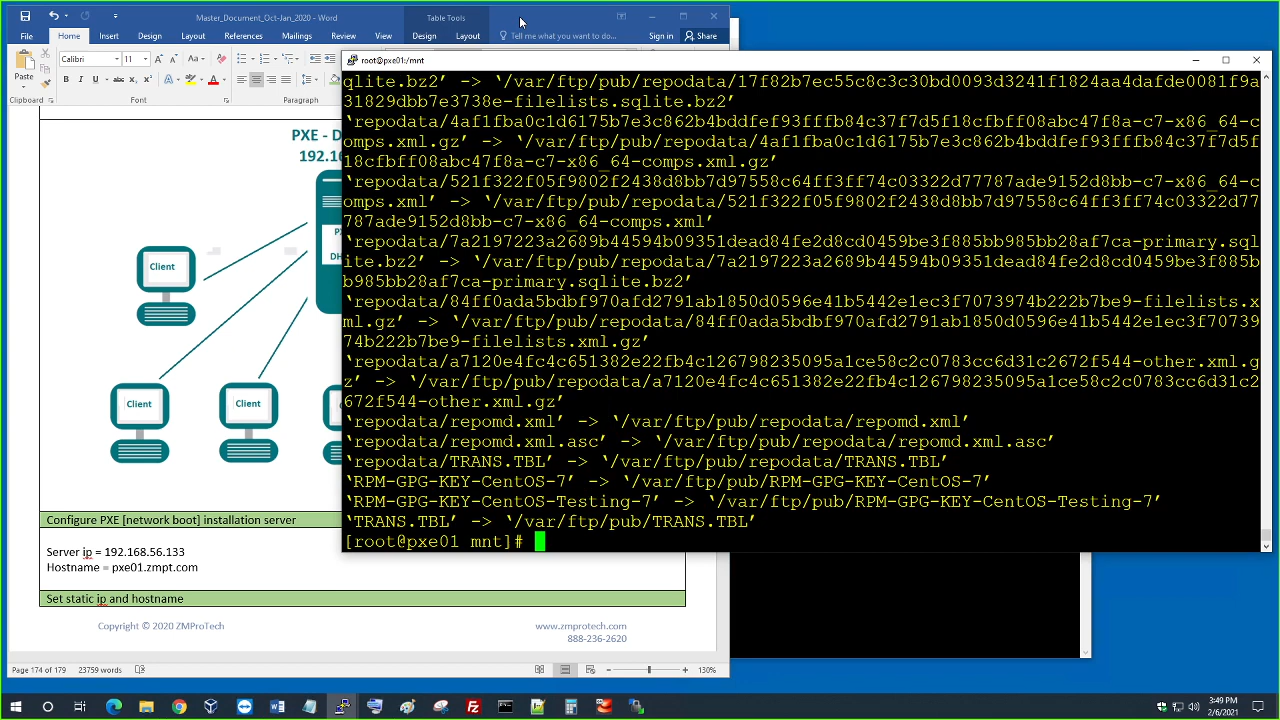 Master_Document_Oct-Jan_2020 - Word
Table Tools
File
Home
Insert
Design
Layout
References
Mailings
Review
View
Design
Layout
Tell me what you want to do...
Sign in
Share
Paste
Calibri
11
Clipboard
Font
Paragraph
PXE - D
192.16
Client
Client
Client
DH
Configure PXE [network boot] installation server
Server ip = 192.168.56.133
Hostname = pxe01.zmpt.com
Set static ip and hostname
Copyright © 2020 ZMProTech
www.zmprotech.com
888-236-2620
Page 174 of 179
23759 words
130%
root@pxe01:/mnt
qlite.bz2’ -> ‘/var/ftp/pub/repodata/17f82b7ec55c8c3c30bd0093d3241f1824aa4dafde0081f9a
31829dbb7e3738e-filelists.sqlite.bz2’
‘repodata/4af1fba0c1d6175b7e3c862b4bddfef93fffb84c37f7d5f18cfbff08abc47f8a-c7-x86_64-c
omps.xml.gz’ -> ‘/var/ftp/pub/repodata/4af1fba0c1d6175b7e3c862b4bddfef93fffb84c37f7d5f
18cfbff08abc47f8a-c7-x86_64-comps.xml.gz’
‘repodata/521f322f05f9802f2438d8bb7d97558c64ff3ff74c03322d77787ade9152d8bb-c7-x86_64-c
omps.xml’ -> ‘/var/ftp/pub/repodata/521f322f05f9802f2438d8bb7d97558c64ff3ff74c03322d77
787ade9152d8bb-c7-x86_64-comps.xml’
‘repodata/7a2197223a2689b44594b09351dead84fe2d8cd0459be3f885bb985bb28af7ca-primary.sql
ite.bz2’ -> ‘/var/ftp/pub/repodata/7a2197223a2689b44594b09351dead84fe2d8cd0459be3f885b
b985bb28af7ca-primary.sqlite.bz2’
‘repodata/84ff0ada5bdbf970afd2791ab1850d0596e41b5442e1ec3f7073974b222b7be9-filelists.x
ml.gz’ -> ‘/var/ftp/pub/repodata/84ff0ada5bdbf970afd2791ab1850d0596e41b5442e1ec3f70739
74b222b7be9-filelists.xml.gz’
‘repodata/a7120e4fc4c651382e22fb4c126798235095a1ce58c2c0783cc6d31c2672f544-other.xml.g
z’ -> ‘/var/ftp/pub/repodata/a7120e4fc4c651382e22fb4c126798235095a1ce58c2c0783cc6d31c2
672f544-other.xml.gz’
‘repodata/repomd.xml’ -> ‘/var/ftp/pub/repodata/repomd.xml’
‘repodata/repomd.xml.asc’ -> ‘/var/ftp/pub/repodata/repomd.xml.asc’
‘repodata/TRANS.TBL’ -> ‘/var/ftp/pub/repodata/TRANS.TBL’
‘RPM-GPG-KEY-CentOS-7’ -> ‘/var/ftp/pub/RPM-GPG-KEY-CentOS-7’
‘RPM-GPG-KEY-CentOS-Testing-7’ -> ‘/var/ftp/pub/RPM-GPG-KEY-CentOS-Testing-7’
‘TRANS.TBL’ -> ‘/var/ftp/pub/TRANS.TBL’
[root@pxe01 mnt]#
3:49 PM
2/6/2021